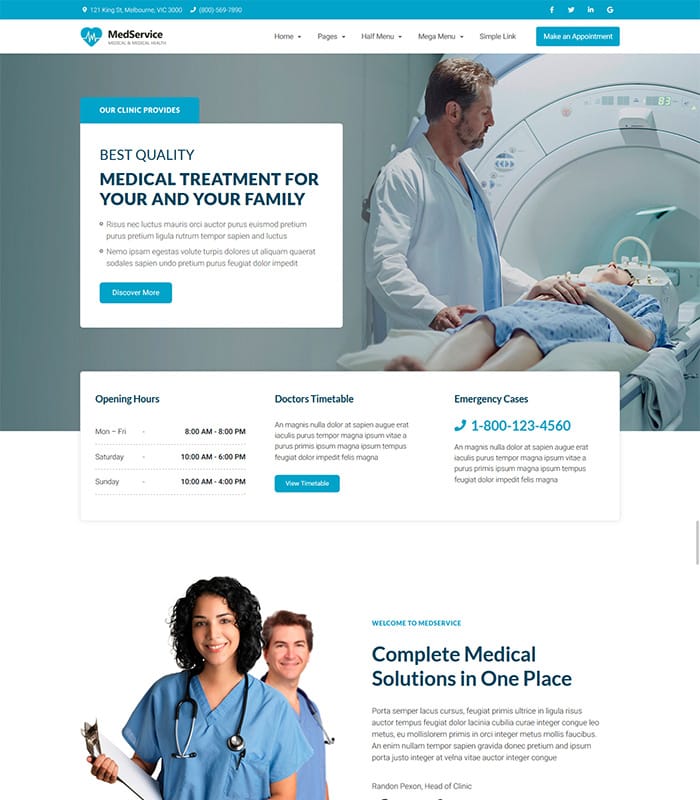 121 King St, Melbourne, VIC 3000 (800)-569-7890
MedService
MEDICAL & MEDICAL HEALTH
Home Pages Half Menu Mega Menu Simple Link Make an Appointment
83
OUR CLINIC PROVIDES
BEST QUALITY
MEDICAL TREATMENT FOR
YOUR AND YOUR FAMILY
Risus nec luctus mauris orci auctor purus euismod pretium
purus pretium ligula rutrum tempor sapien and luctus
Nemo ipsam egestas volute turpis dolores ut aliquam quaerat
sodales sapien undo pretium purus feugiat dolor impedit
Discover More
Opening Hours
Mon – Fri - 8:00 AM - 8:00 PM
Saturday - 10:00 AM - 6:00 PM
Sunday - 10:00 AM - 4:00 PM
Doctors Timetable
An magnis nulla dolor at sapien augue erat
iaculis purus tempor magna ipsum vitae a
purus primis ipsum magna ipsum tempus
feugiat dolor impedit felis magna
View Timetable
Emergency Cases
1-800-123-4560
An magnis nulla dolor at sapien augue erat
iaculis purus tempor magna ipsum vitae a
purus primis ipsum magna ipsum tempus
feugiat dolor impedit magna
WELCOME TO MEDSERVICE
Complete Medical
Solutions in One Place
Porta semper lacus cursus, feugiat primis ultrice in ligula risus
auctor tempus feugiat dolor lacinia cubilia curae integer congue leo
metus, eu mollislorem primis in orci integer metus mollis faucibus.
An enim nullam tempor sapien gravida donec pretium and ipsum
porta justo integer at velna vitae auctor integer congue
Randon Pexon, Head of Clinic